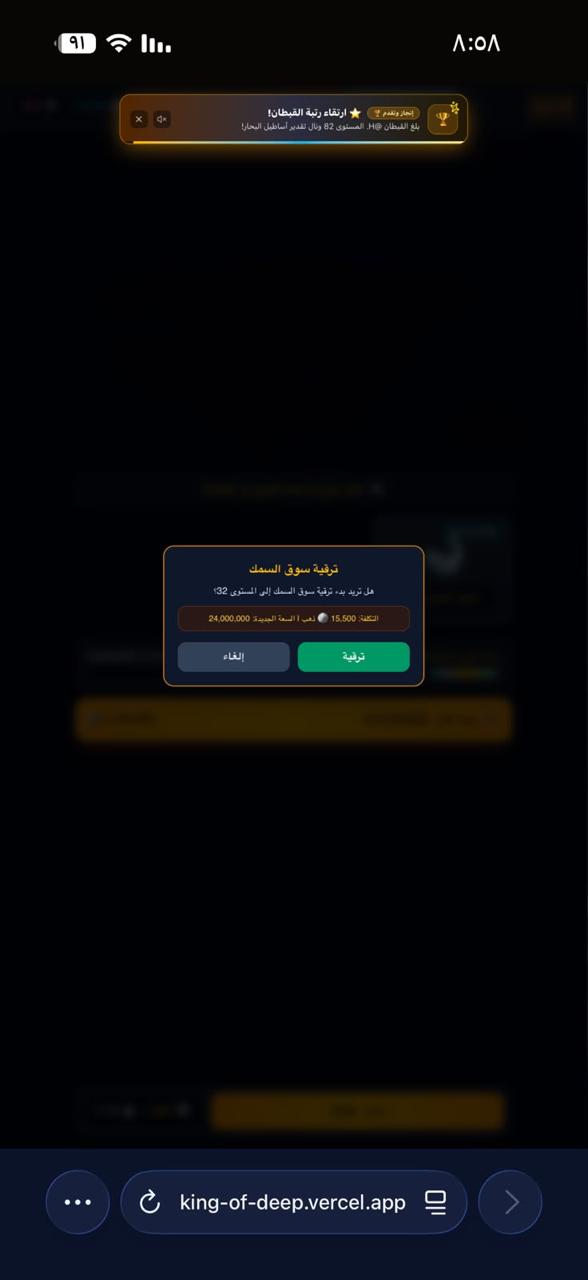 ٨:٥٨
٩١
⭐ ارتقاء رتبة القبطان! إنجاز وتقدم 🏆
بلغ القبطان @H. المستوى 82 ونال تقدير أساطيل البحار!
ترقية سوق السمك
هل تريد بدء ترقية سوق السمك إلى المستوى 32؟
التكلفة: 15,500 ذهب | السعة الجديدة: 24,000,000
ترقية
إلغاء
king-of-deep.vercel.app